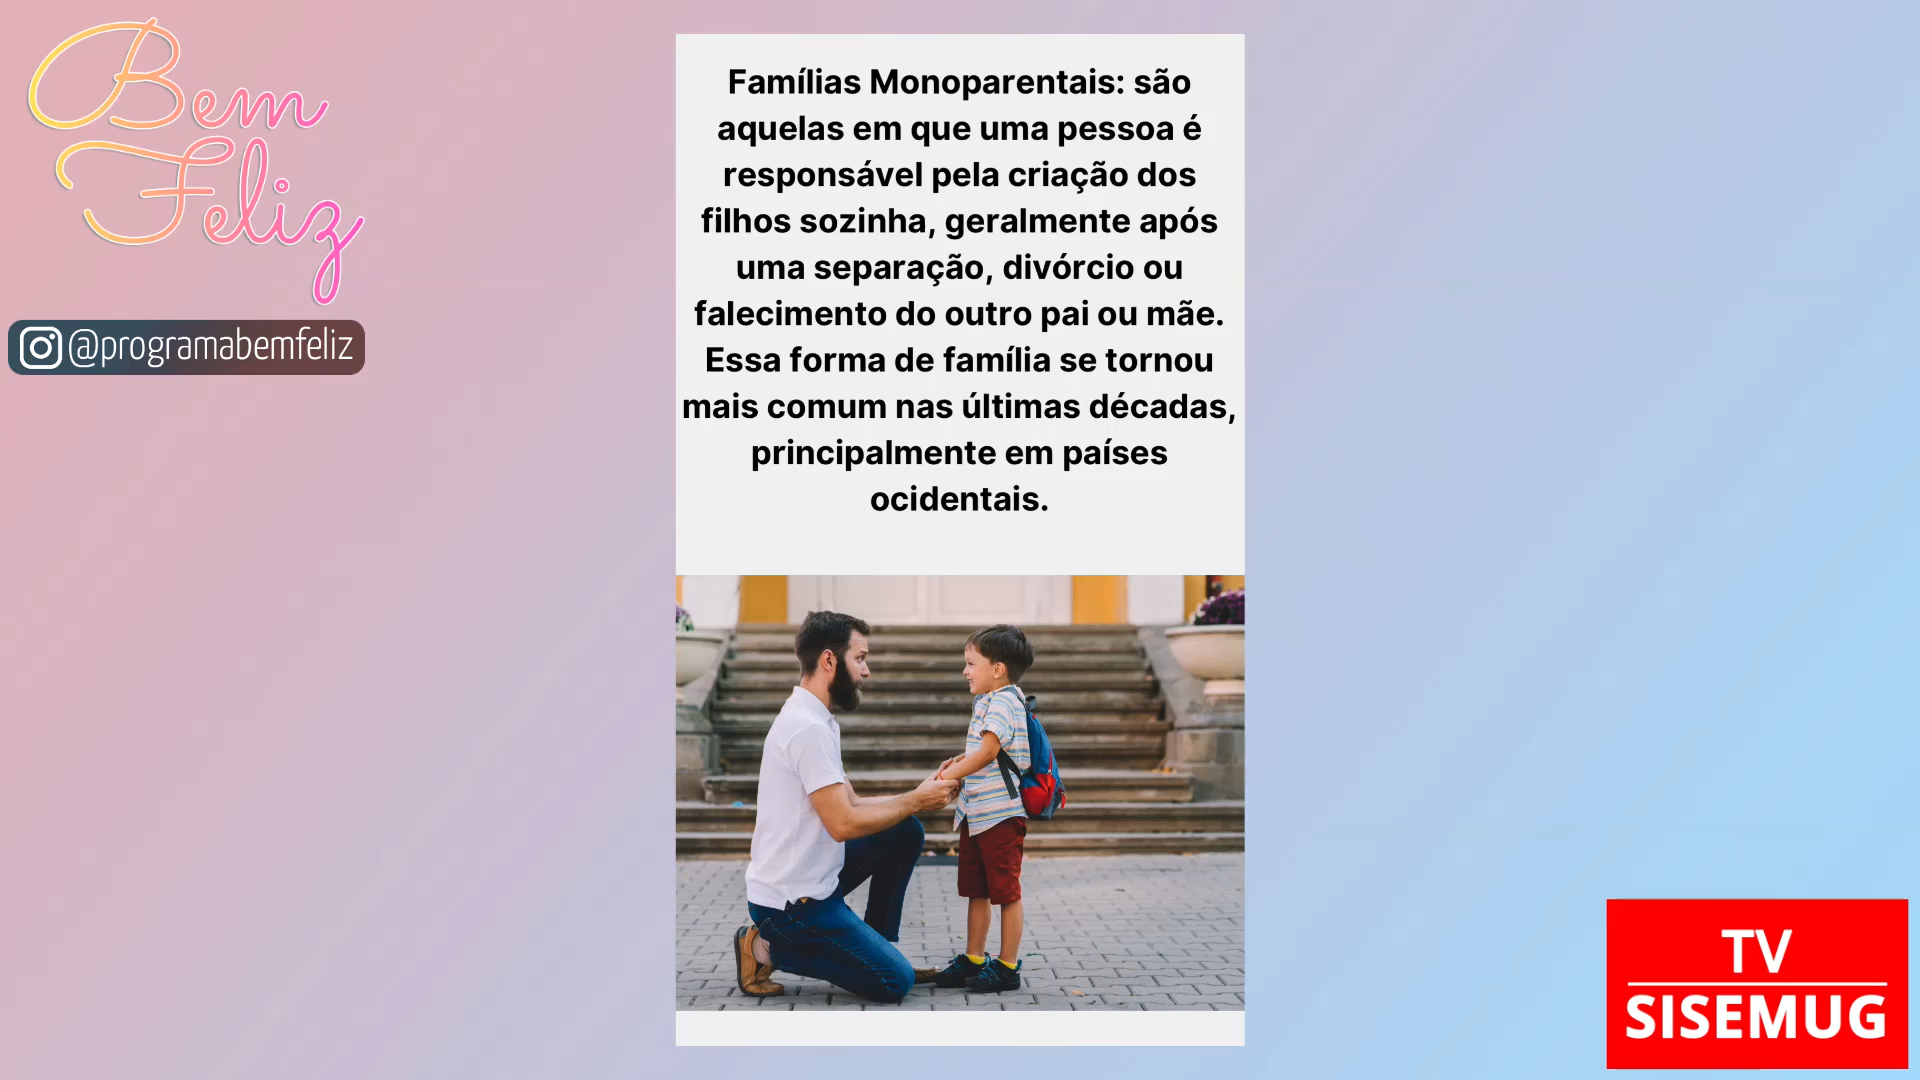 Bem
Feliz
@programabemfeliz
Famílias Monoparentais: são
aquelas em que uma pessoa é
responsável pela criação dos
filhos sozinha, geralmente após
uma separação, divórcio ou
falecimento do outro pai ou mãe.
Essa forma de família se tornou
mais comum nas últimas décadas,
principalmente em países
ocidentais.
TV
SISEMUG